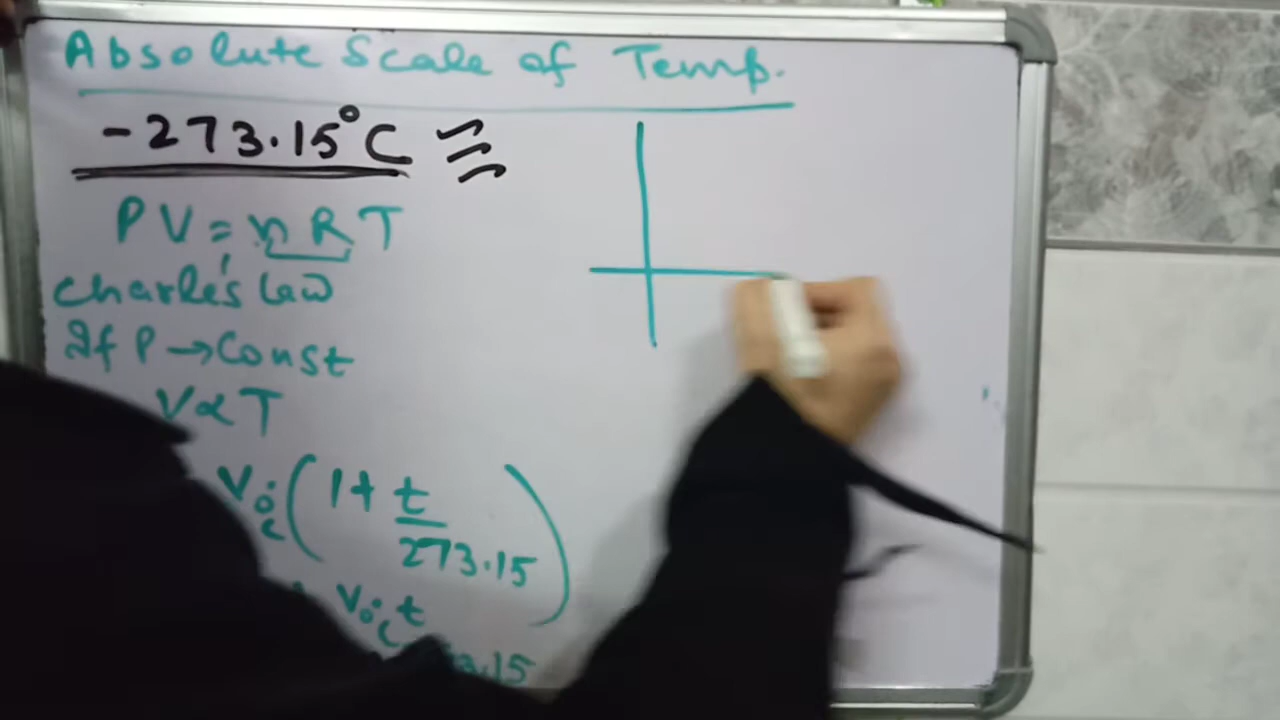 Absolute Scale of Temp.
-273.15°C
PV = nRT
Charle's Law
If P → Const
V ∝ T
V0°C (1 + t/273.15)
V0°C t